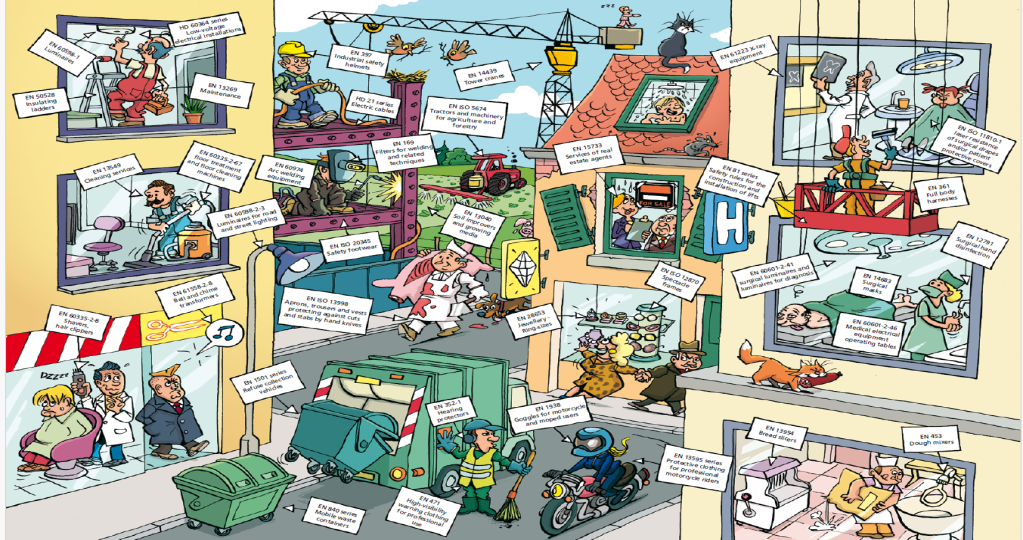 HD 60364 series
Low-voltage
electrical installations
EN 60598-1
Luminaires
EN 50528
Insulating
ladders
EN 13269
Maintenance
zzz
EN 397
Industrial safety
helmets
EN 14439
Tower cranes
EN 61223 X-ray
equipment
HD 21 series
Electric cables
EN ISO 5674
Tractors and machinery
for agriculture and
forestry
EN 169
Filters for welding
and related
techniques
EN ISO 11810-1
laser resistance
of surgical drapes
and/or patient
protective covers
EN 13549
Cleaning services
EN 60335-2-67
floor treatment
and floor cleaning
machines
EN 60974
Arc welding
equipment
EN 15733
Services of real
estate agents
EN 81 series
Safety rules for the
construction and
installation of lifts
EN 361
Full body
harnesses
FOR SALE
H
EN 60598-2-3
Luminaires for road
and street lighting
EN 13040
Soil improvers
and growing
media
EN ISO 20345
Safety footwear
EN 12791
Surgical hand
disinfection
EN 60601-2-41
surgical luminaires and
luminaires for diagnosis
EN 14683
Surgical
masks
EN ISO 12870
Spectacle
frames
EN 61558-2-8
Bell and chime
transformers
EN ISO 13998
Aprons, trousers and vests
protecting against cuts
and stabs by hand knives
EN 28653
Jewellery -
Ring-sizes
EN 60601-2-46
Medical electrical
equipment
operating tables
EN 60335-2-8
Shavers,
hair clippers
DZZZZ
EN 1501 series
Refuse collection
vehicles
EN 352-1
Hearing
protectors
EN 1938
Goggles for motorcycle
and moped users
EN 13954
Bread slicers
EN 453
Dough mixers
EN 13595 series
Protective clothing
for professional
motorcycle riders
EN 840 series
Mobile waste
containers
EN 471
High-visibility
warning clothing
for professional
use